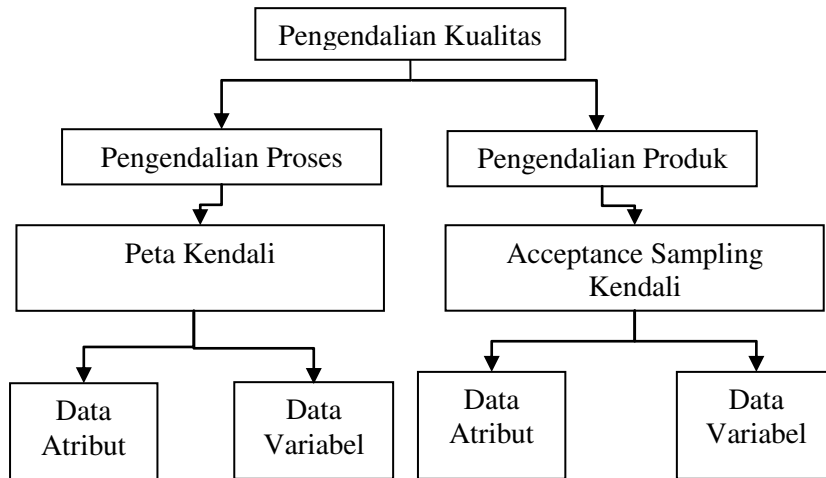 Pengendalian Kualitas
Pengendalian Proses
Pengendalian Produk
Peta Kendali
Acceptance Sampling
Kendali
Data
Atribut
Data
Variabel
Data
Atribut
Data
Variabel